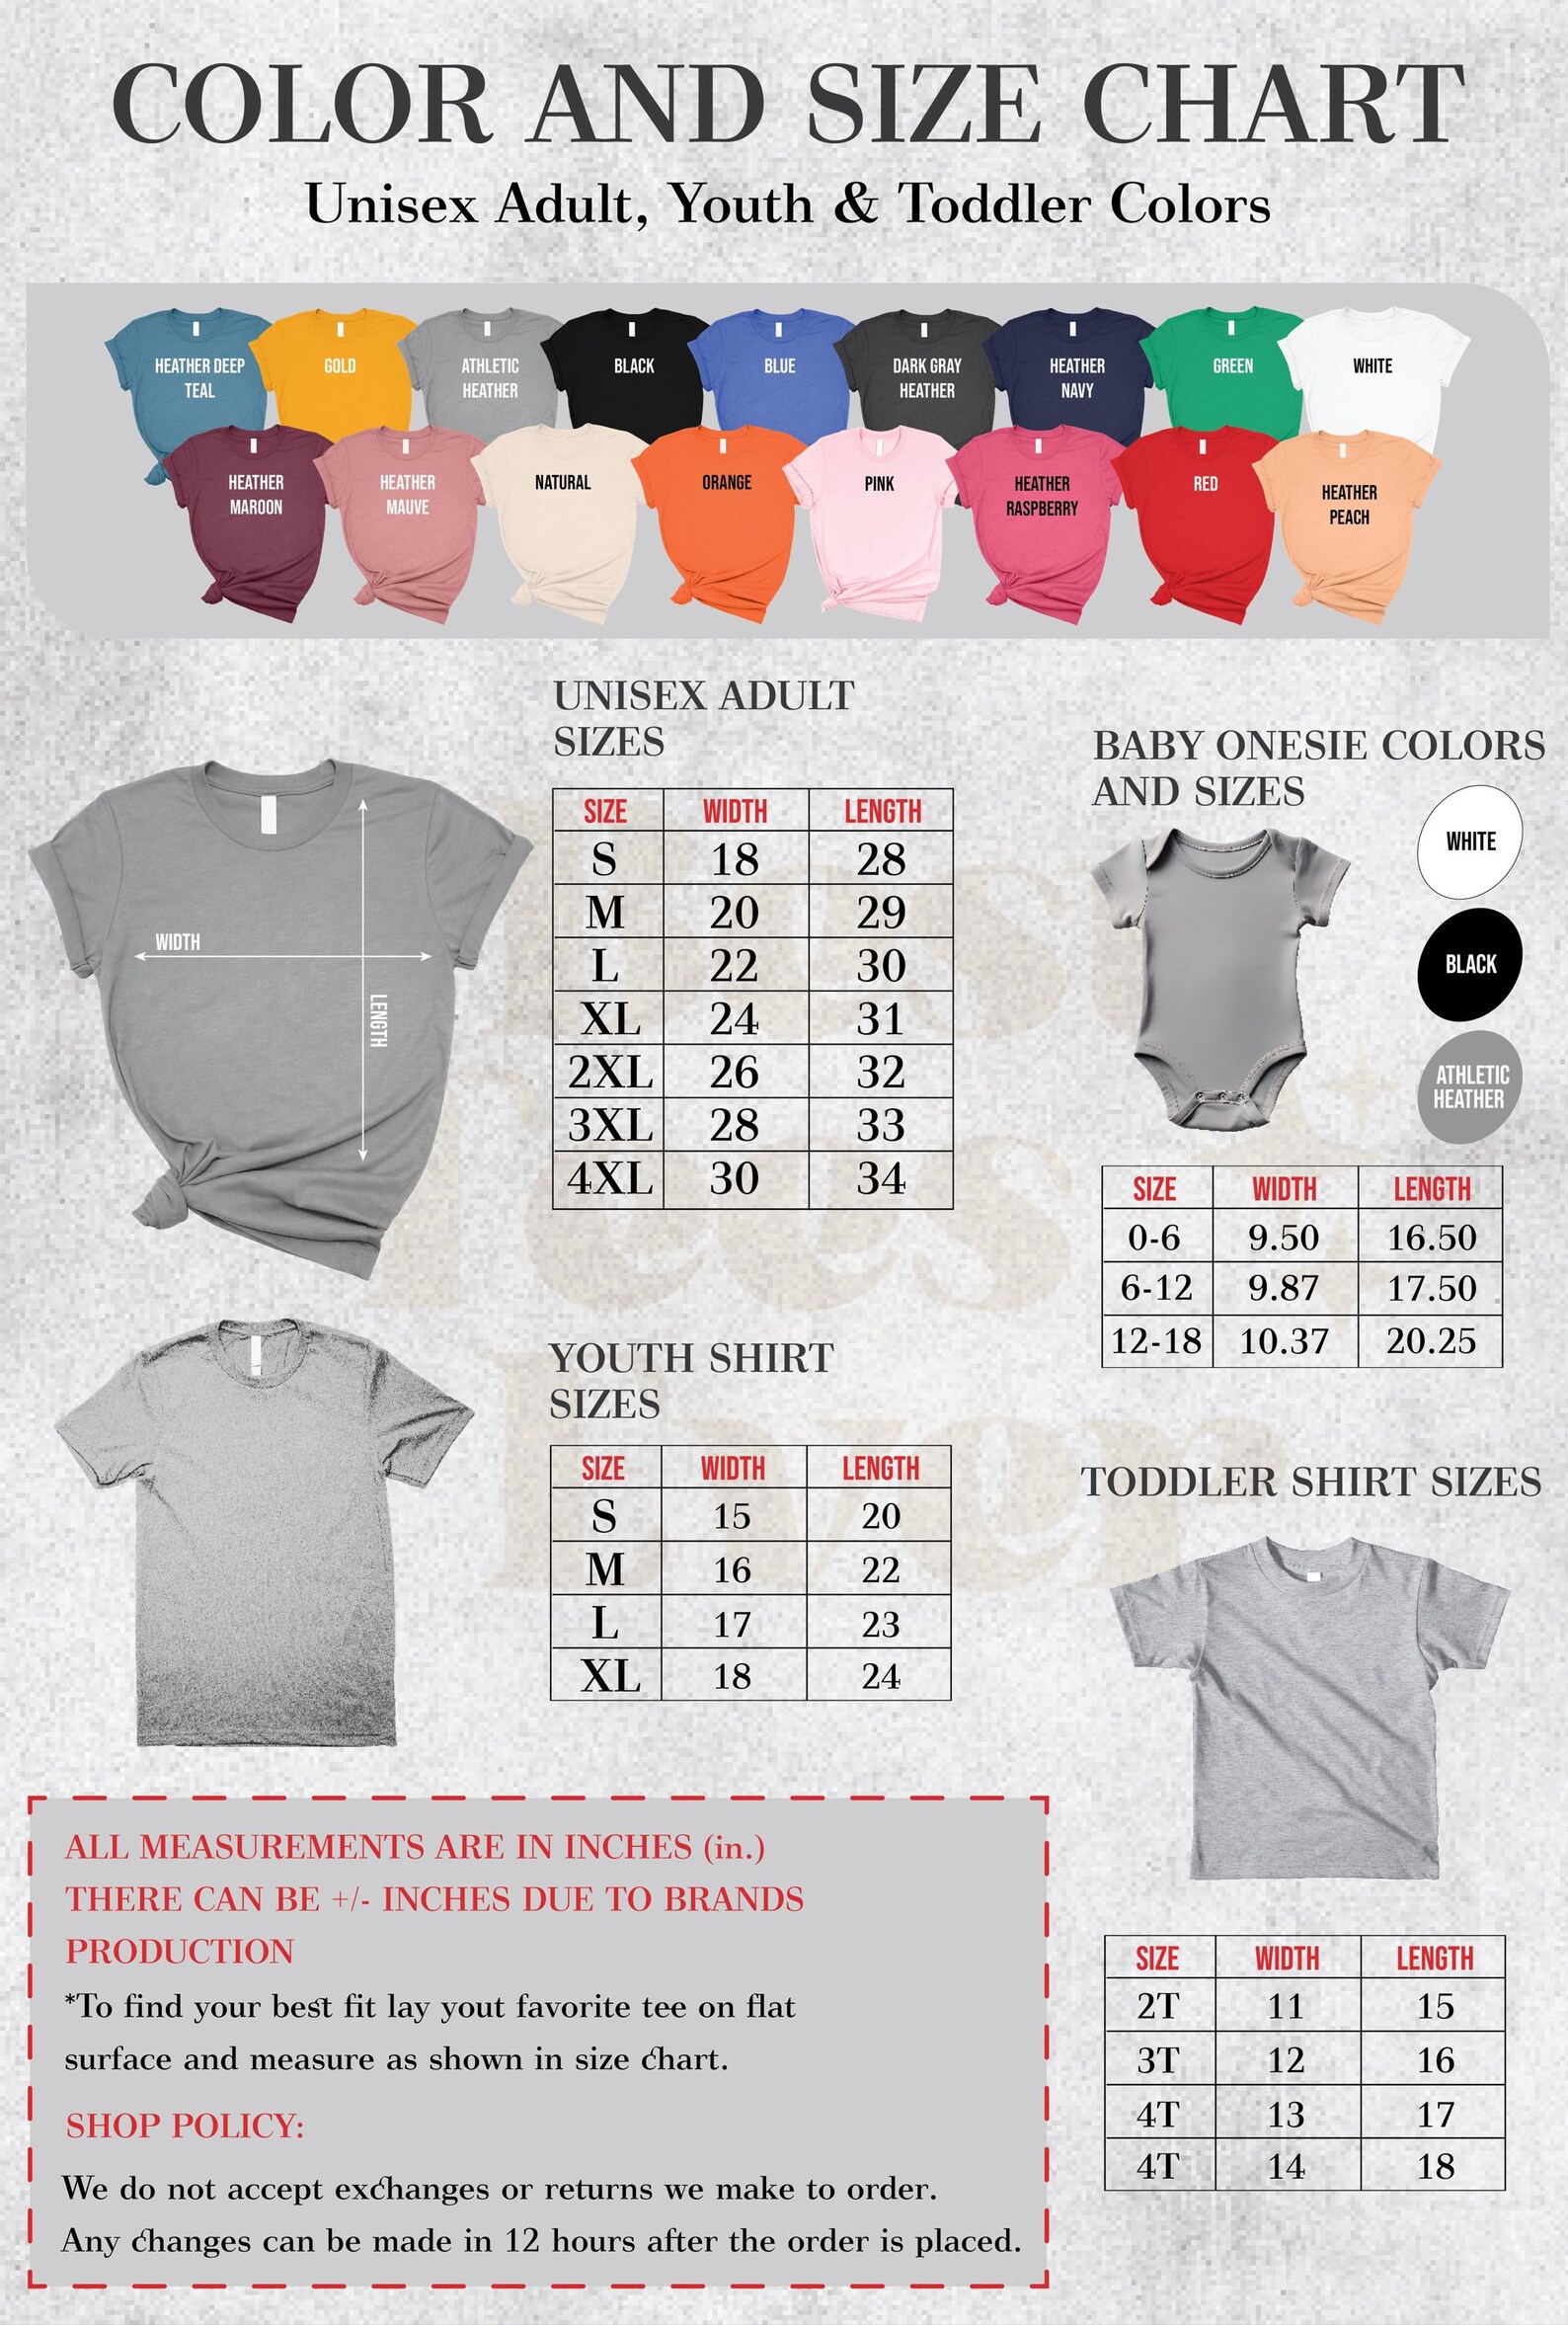 COLOR AND SIZE CHART
Unisex Adult, Youth & Toddler Colors
HEATHER DEEP
TEAL
GOLD
ATHLETIC
HEATHER
BLACK
BLUE
DARK GRAY
HEATHER
HEATHER
NAVY
GREEN
WHITE
HEATHER
MAROON
HEATHER
MAUVE
NATURAL
ORANGE
PINK
HEATHER
RASPBERRY
RED
HEATHER
PEACH
WIDTH
LENGTH
UNISEX ADULT
SIZES
SIZE WIDTH LENGTH
S 18 28
M 20 29
L 22 30
XL 24 31
2XL 26 32
3XL 28 33
4XL 30 34
BABY ONESIE COLORS
AND SIZES
WHITE
BLACK
ATHLETIC
HEATHER
SIZE WIDTH LENGTH
0-6 9.50 16.50
6-12 9.87 17.50
12-18 10.37 20.25
YOUTH SHIRT
SIZES
SIZE WIDTH LENGTH
S 15 20
M 16 22
L 17 23
XL 18 24
TODDLER SHIRT SIZES
SIZE WIDTH LENGTH
2T 11 15
3T 12 16
4T 13 17
4T 14 18
ALL MEASUREMENTS ARE IN INCHES (in.)
THERE CAN BE +/- INCHES DUE TO BRANDS
PRODUCTION
*To find your best fit lay yout favorite tee on flat
surface and measure as shown in size chart.
SHOP POLICY:
We do not accept exchanges or returns we make to order.
Any changes can be made in 12 hours after the order is placed.